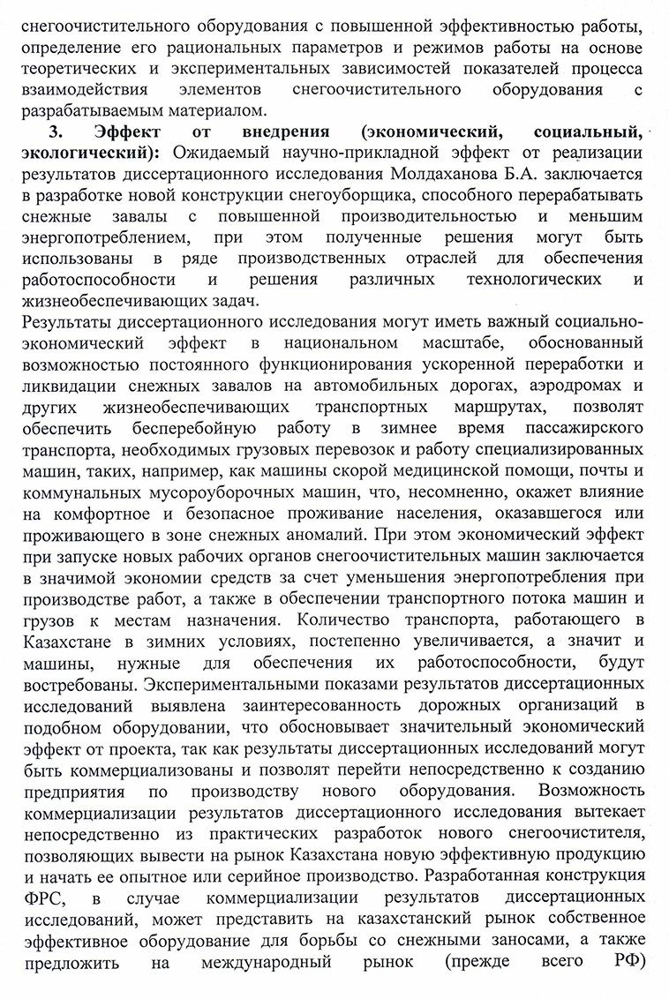 снегоочистительного оборудования с повышенной эффективностью работы,
определение его рациональных параметров и режимов работы на основе
теоретических и экспериментальных зависимостей показателей процесса
взаимодействия элементов снегоочистительного оборудования с
разрабатываемым материалом.
3. Эффект от внедрения (экономический, социальный,
экологический): Ожидаемый научно-прикладной эффект от реализации
результатов диссертационного исследования Молдаханова Б.А. заключается
в разработке новой конструкции снегоуборщика, способного перерабатывать
снежные завалы с повышенной производительностью и меньшим
энергопотреблением, при этом полученные решения могут быть
использованы в ряде производственных отраслей для обеспечения
работоспособности и решения различных технологических и
жизнеобеспечивающих задач.
Результаты диссертационного исследования могут иметь важный социально-
экономический эффект в национальном масштабе, обоснованный
возможностью постоянного функционирования ускоренной переработки и
ликвидации снежных завалов на автомобильных дорогах, аэродромах и
других жизнеобеспечивающих транспортных маршрутах, позволят
обеспечить бесперебойную работу в зимнее время пассажирского
транспорта, необходимых грузовых перевозок и работу специализированных
машин, таких, например, как машины скорой медицинской помощи, почты и
коммунальных мусороуборочных машин, что, несомненно, окажет влияние
на комфортное и безопасное проживание населения, оказавшегося или
проживающего в зоне снежных аномалий. При этом экономический эффект
при запуске новых рабочих органов снегоочистительных машин заключается
в значимой экономии средств за счет уменьшения энергопотребления при
производстве работ, а также в обеспечении транспортного потока машин и
грузов к местам назначения. Количество транспорта, работающего в
Казахстане в зимних условиях, постепенно увеличивается, а значит и
машины, нужные для обеспечения их работоспособности, будут
востребованы. Экспериментальными показами результатов диссертационных
исследований выявлена заинтересованность дорожных организаций в
подобном оборудовании, что обосновывает значительный экономический
эффект от проекта, так как результаты диссертационных исследований могут
быть коммерциализованы и позволят перейти непосредственно к созданию
предприятия по производству нового оборудования. Возможность
коммерциализации результатов диссертационного исследования вытекает
непосредственно из практических разработок нового снегоочистителя,
позволяющих вывести на рынок Казахстана новую эффективную продукцию
и начать ее опытное или серийное производство. Разработанная конструкция
ФРС, в случае коммерциализации результатов диссертационных
исследований, может представить на казахстанский рынок собственное
эффективное оборудование для борьбы со снежными заносами, а также
предложить на международный рынок (прежде всего РФ)